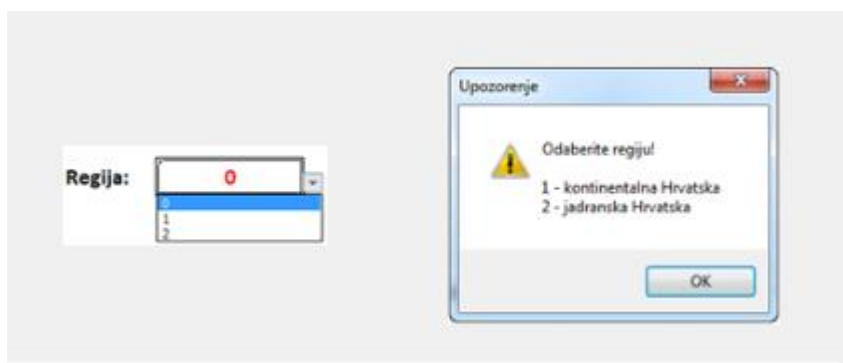 Regija:
0
0
1
2
Upozorenje
Odaberite regiju!
1 - kontinentalna Hrvatska
2 - jadranska Hrvatska
OK